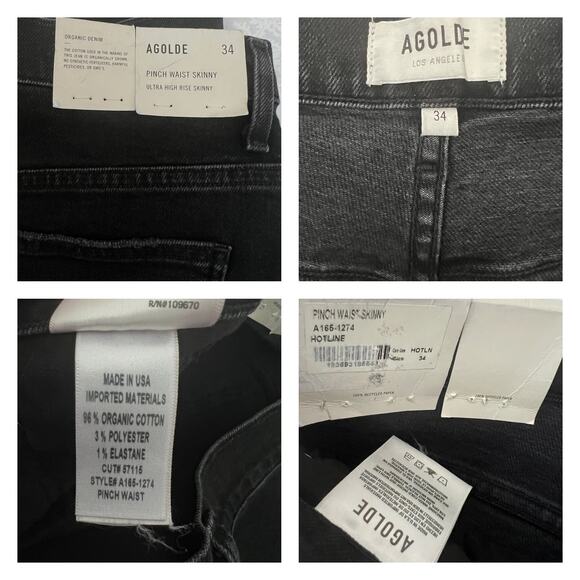 ORGANIC DENIM
THE COTTON USED IN THE MAKING OF
THIS JEAN IS ORGANICALLY GROWN.
NO SYNTHETIC FERTILIZERS, HARMFUL
PESTICIDES, OR GMO'S.
AGOLDE 34
PINCH WAIST SKINNY
ULTRA HIGH RISE SKINNY
AGOLDE
LOS ANGELES
34
R/N#109670
MADE IN USA
IMPORTED MATERIALS
96 % ORGANIC COTTON
3 % POLYESTER
1 % ELASTANE
CUT# 57115
STYLE# A165-1274
PINCH WAIST
PINCH WAIST SKINNY
A165-1274
HOTLINE
HOTLN
34
100% RECYCLED PAPER
100% RECYCLED PAPER
AGOLDE